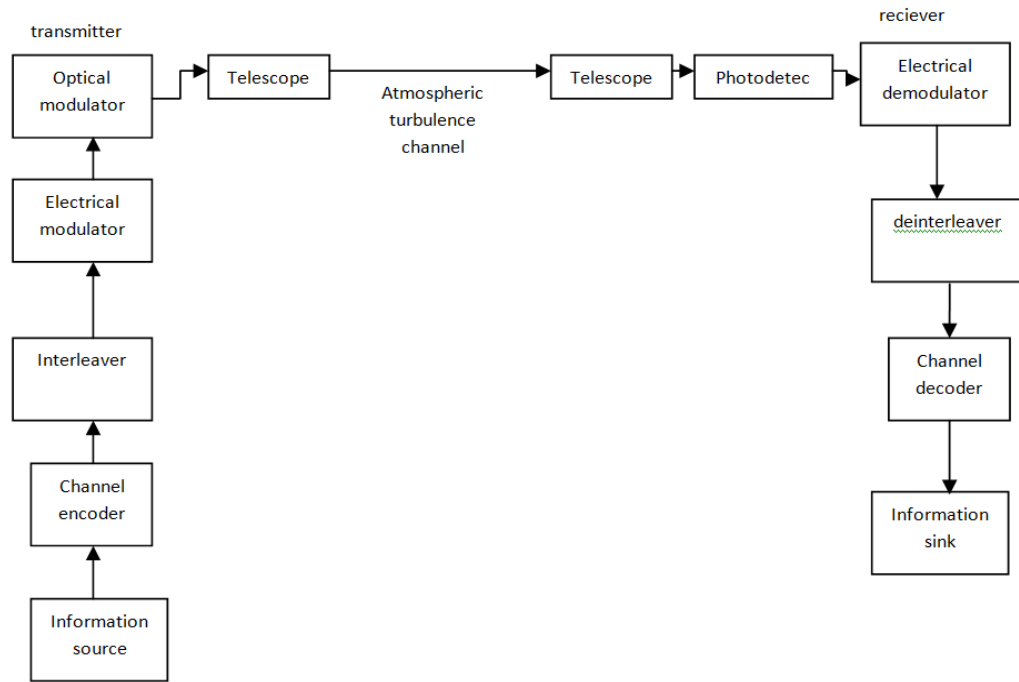 transmitter
Optical
modulator
Telescope
Atmospheric
turbulence
channel
Telescope
Photodetec
reciever
Electrical
demodulator
Electrical
modulator
deinterleaver
Interleaver
Channel
decoder
Channel
encoder
Information
sink
Information
source